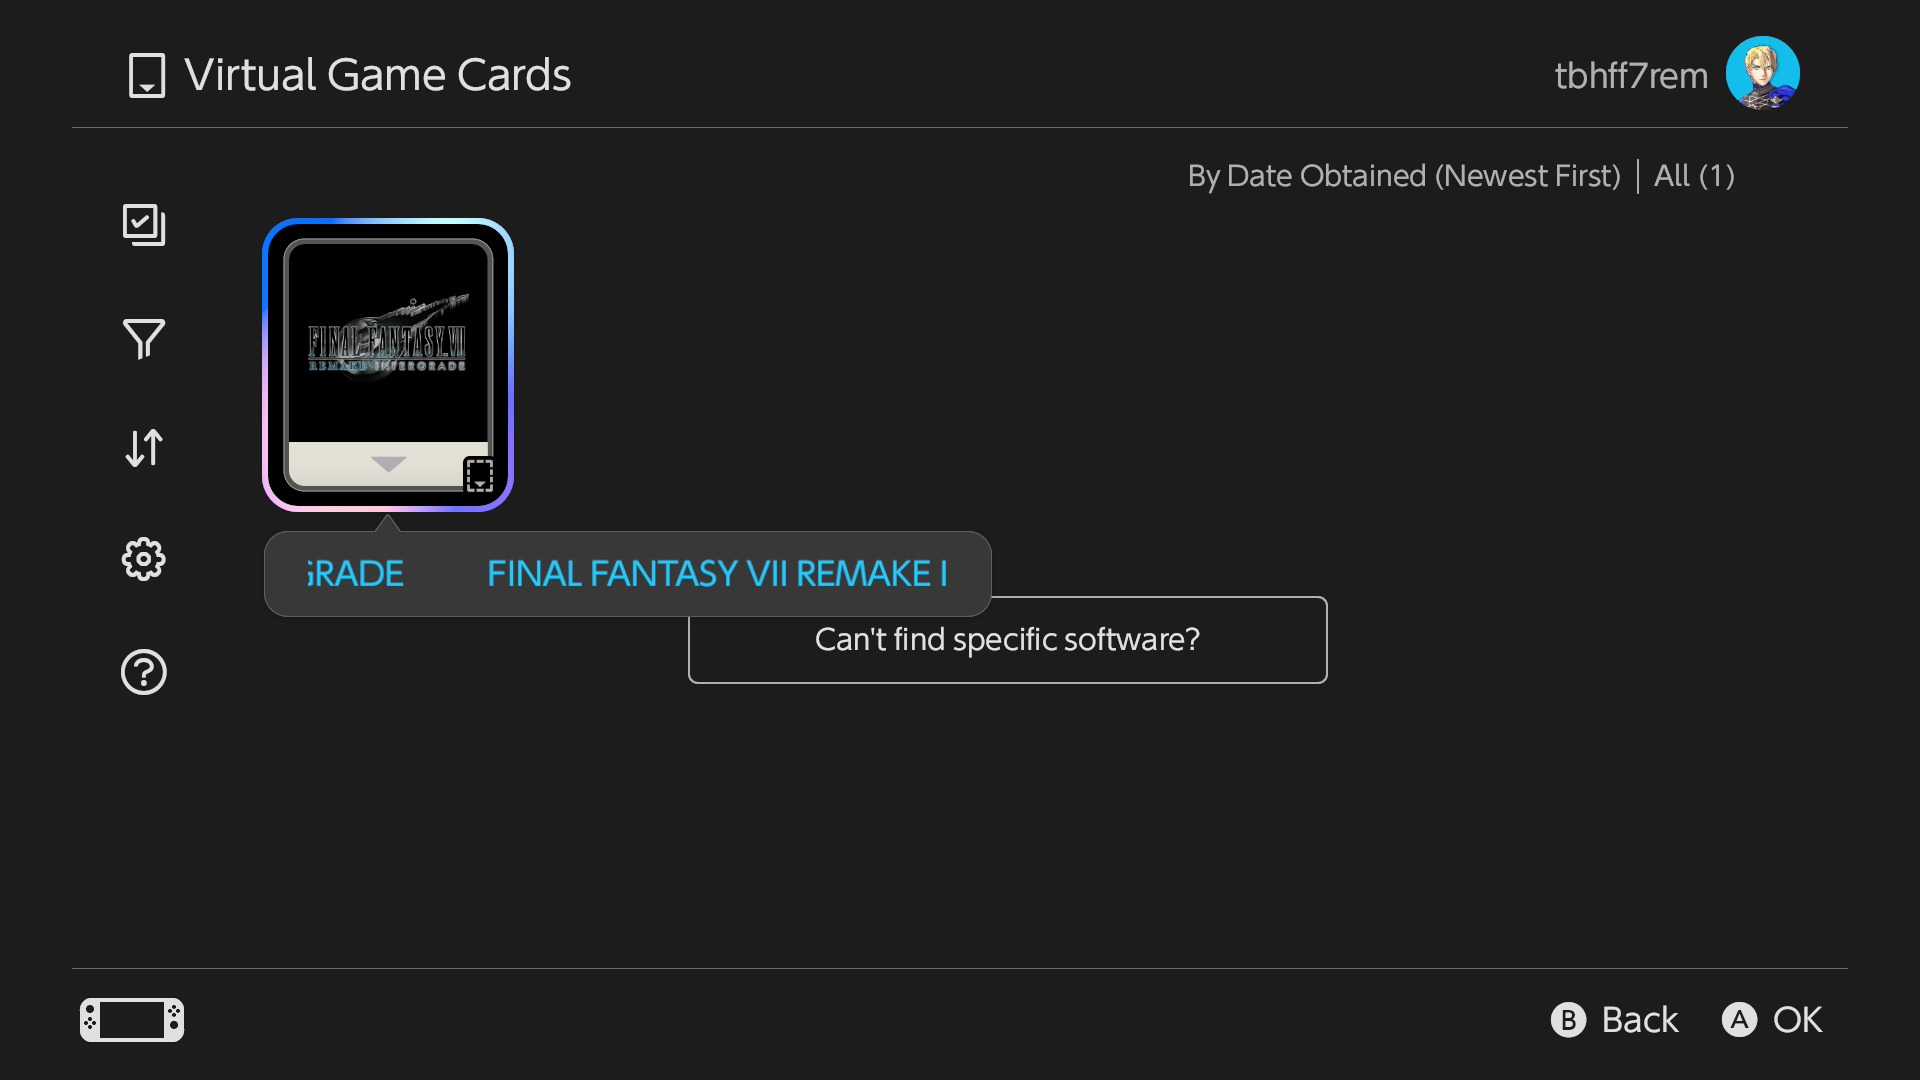 Virtual Game Cards
tbhff7rem
By Date Obtained (Newest First) | All (1)
FINAL FANTASY VII
REMAKE INTERGRADE
GRADE FINAL FANTASY VII REMAKE I
Can't find specific software?
B Back A OK